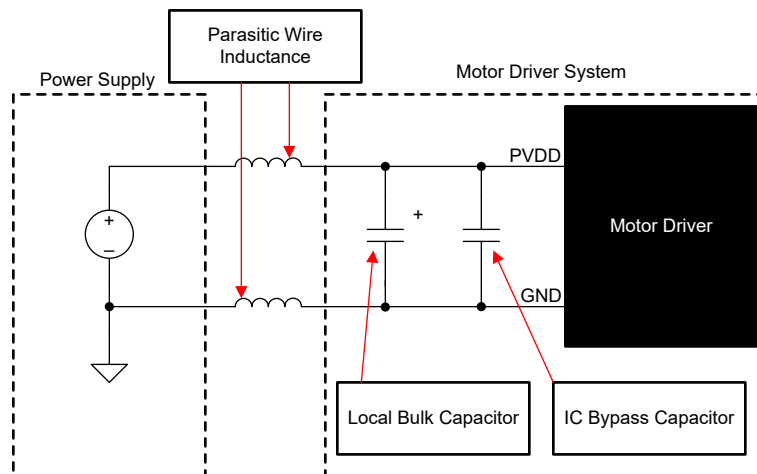 Parasitic Wire
Inductance
Power Supply
Motor Driver System
PVDD
+
+
–
Motor Driver
GND
Local Bulk Capacitor
IC Bypass Capacitor